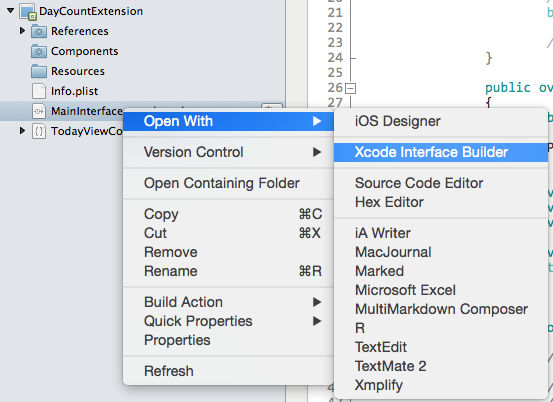 DayCountExtension
References
Components
Resources
Info.plist
MainInterface
TodayViewCo
Open With
Version Control
Open Containing Folder
Copy ⌘C
Cut ⌘X
Remove
Rename ⌘R
Build Action
Quick Properties
Properties
Refresh
iOS Designer
Xcode Interface Builder
Source Code Editor
Hex Editor
iA Writer
MacJournal
Marked
Microsoft Excel
MultiMarkdown Composer
R
TextEdit
TextMate 2
Xmplify
20
21 b
22
23 /
24 }
25
26 public ov
27 {